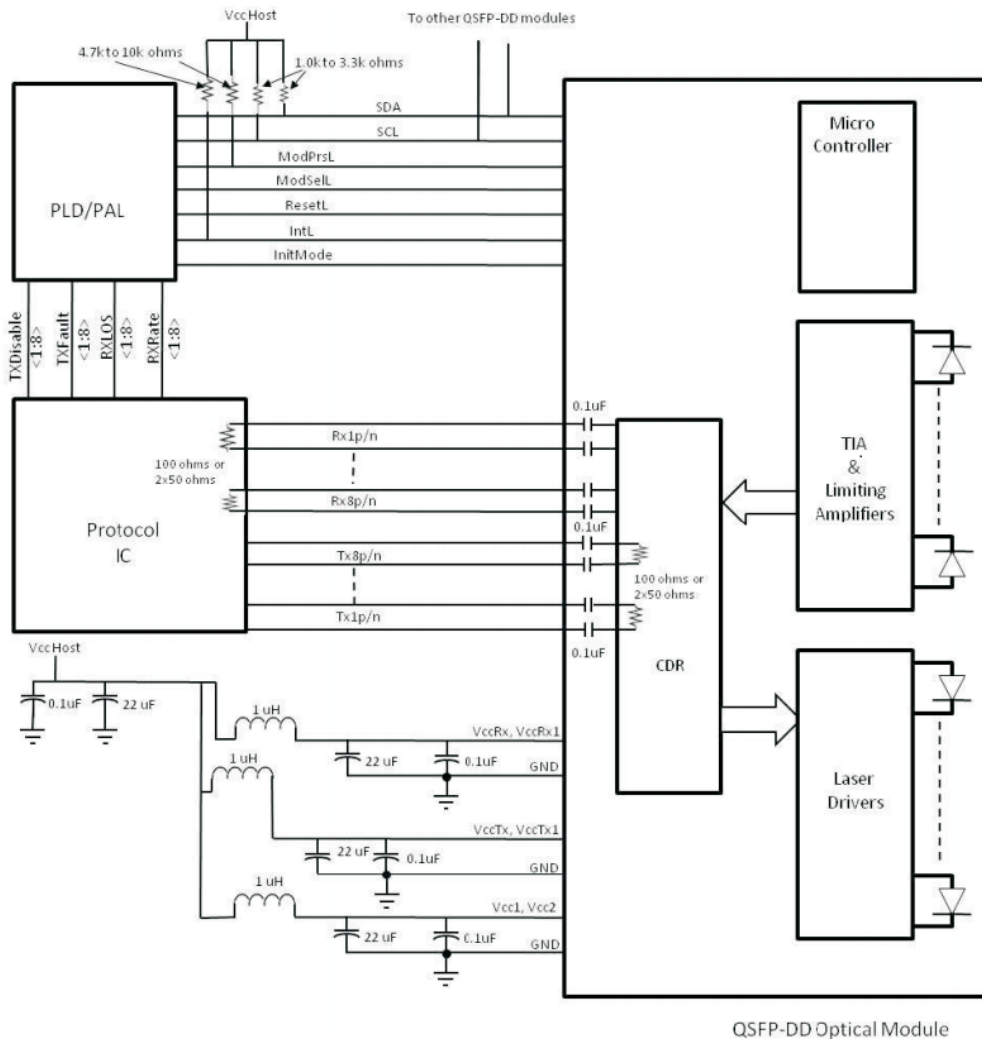 Vcc Host
To other QSFP-DD modules
4.7k to 10k ohms
1.0k to 3.3k ohms
SDA
SCL
ModPrsL
ModSelL
ResetL
IntL
InitMode
PLD/PAL
Micro
Controller
TXDisable
<1:8>
TXFault
<1:8>
RXLOS
<1:8>
RXRate
<1:8>
0.1uF
Rx1p/n
100 ohms or
2x50 ohms
Rx8p/n
0.1uF
Protocol
IC
Tx8p/n
100 ohms or
2x50 ohms
Tx1p/n
0.1uF
CDR
TIA
&
Limiting
Amplifiers
Laser
Drivers
Vcc Host
0.1uF
22 uF
1 uH
VccRx, VccRx1
22 uF
0.1uF
GND
1 uH
VccTx, VccTx1
22 uF
0.1uF
GND
1 uH
Vcc1, Vcc2
22 uF
0.1uF
GND
QSFP-DD Optical Module